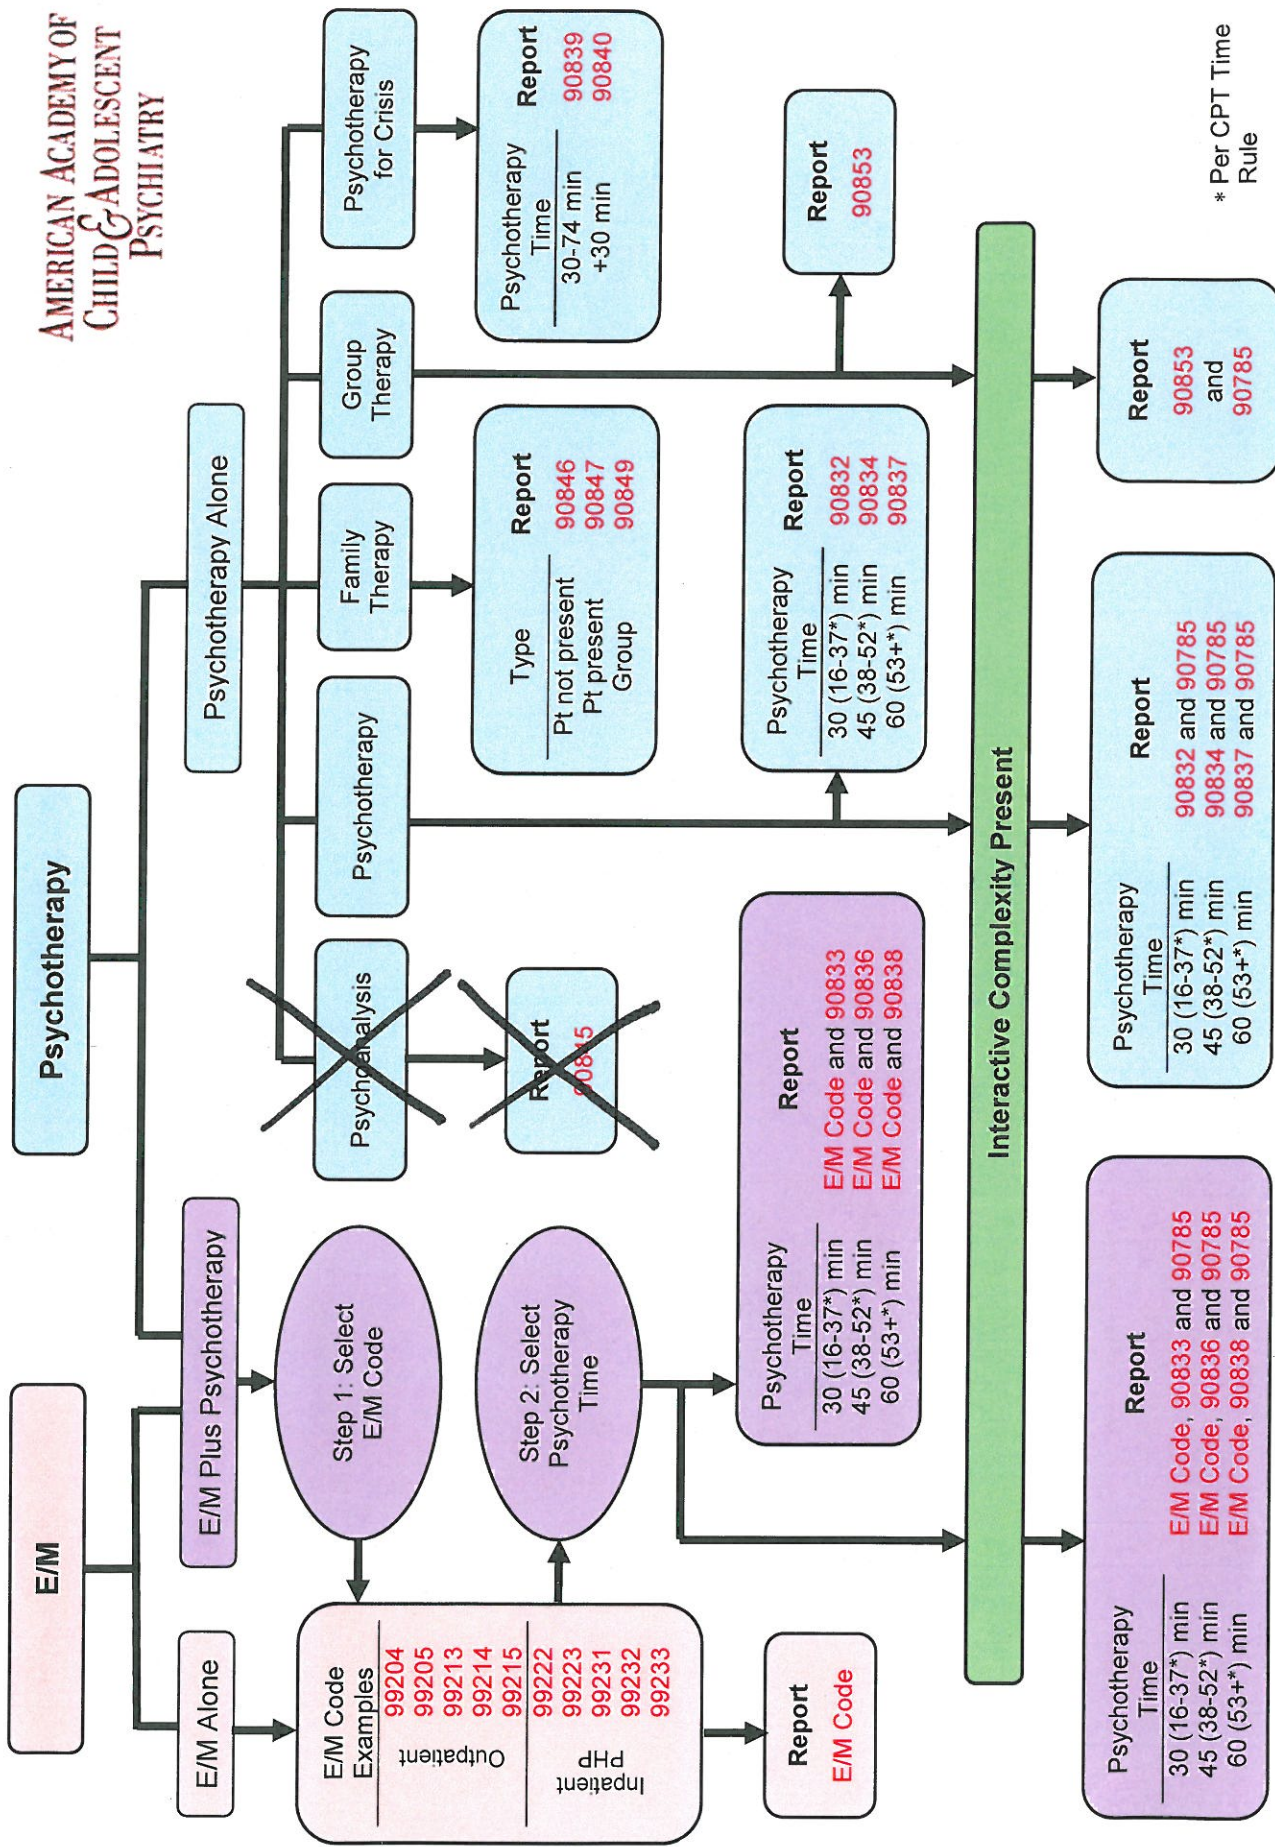 AMERICAN ACADEMY OF
CHILD & ADOLESCENT
PSYCHIATRY
E/M
Psychotherapy
E/M Alone
E/M Plus Psychotherapy
Psychotherapy Alone
E/M Code
Examples
Outpatient
99204
99205
99213
99214
99215
Inpatient
PHP
99222
99223
99231
99232
99233
Report
E/M Code
Step 1: Select
E/M Code
Step 2: Select
Psychotherapy
Time
Psychoanalysis
Report
90845
Psychotherapy
Family
Therapy
Group
Therapy
Psychotherapy
for Crisis
Type Report
Pt not present 90846
Pt present 90847
Group 90849
Psychotherapy
Time Report
30-74 min 90839
+30 min 90840
Psychotherapy
Time Report
30 (16-37*) min E/M Code and 90833
45 (38-52*) min E/M Code and 90836
60 (53+*) min E/M Code and 90838
Psychotherapy
Time Report
30 (16-37*) min 90832
45 (38-52*) min 90834
60 (53+*) min 90837
Report
90853
Interactive Complexity Present
Psychotherapy
Time Report
30 (16-37*) min E/M Code, 90833 and 90785
45 (38-52*) min E/M Code, 90836 and 90785
60 (53+*) min E/M Code, 90838 and 90785
Psychotherapy
Time Report
30 (16-37*) min 90832 and 90785
45 (38-52*) min 90834 and 90785
60 (53+*) min 90837 and 90785
Report
90853
and
90785
* Per CPT Time
Rule